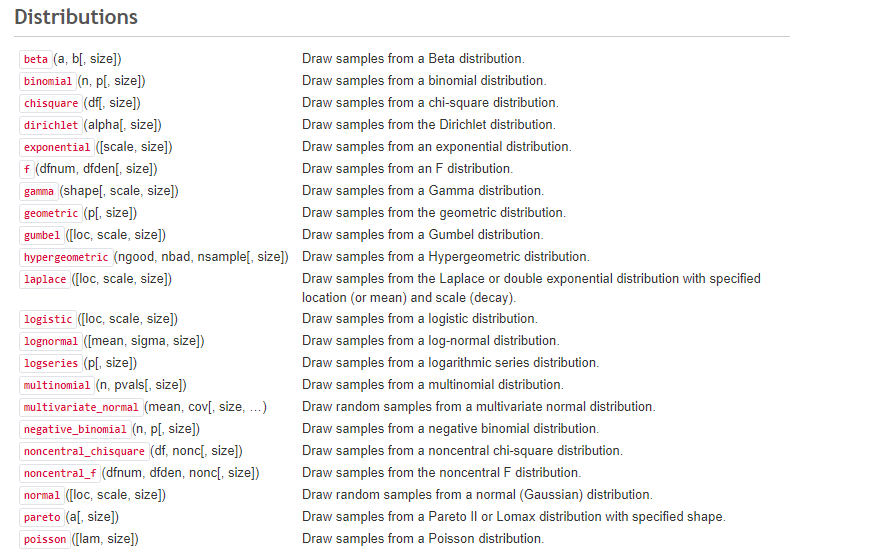 Distributions
beta (a, b[, size]) Draw samples from a Beta distribution.
binomial (n, p[, size]) Draw samples from a binomial distribution.
chisquare (df[, size]) Draw samples from a chi-square distribution.
dirichlet (alpha[, size]) Draw samples from the Dirichlet distribution.
exponential ([scale, size]) Draw samples from an exponential distribution.
f (dfnum, dfden[, size]) Draw samples from an F distribution.
gamma (shape[, scale, size]) Draw samples from a Gamma distribution.
geometric (p[, size]) Draw samples from the geometric distribution.
gumbel ([loc, scale, size]) Draw samples from a Gumbel distribution.
hypergeometric (ngood, nbad, nsample[, size]) Draw samples from a Hypergeometric distribution.
laplace ([loc, scale, size]) Draw samples from the Laplace or double exponential distribution with specified
location (or mean) and scale (decay).
logistic ([loc, scale, size]) Draw samples from a logistic distribution.
lognormal ([mean, sigma, size]) Draw samples from a log-normal distribution.
logseries (p[, size]) Draw samples from a logarithmic series distribution.
multinomial (n, pvals[, size]) Draw samples from a multinomial distribution.
multivariate_normal (mean, cov[, size, …) Draw random samples from a multivariate normal distribution.
negative_binomial (n, p[, size]) Draw samples from a negative binomial distribution.
noncentral_chisquare (df, nonc[, size]) Draw samples from a noncentral chi-square distribution.
noncentral_f (dfnum, dfden, nonc[, size]) Draw samples from the noncentral F distribution.
normal ([loc, scale, size]) Draw random samples from a normal (Gaussian) distribution.
pareto (a[, size]) Draw samples from a Pareto II or Lomax distribution with specified shape.
poisson ([lam, size]) Draw samples from a Poisson distribution.